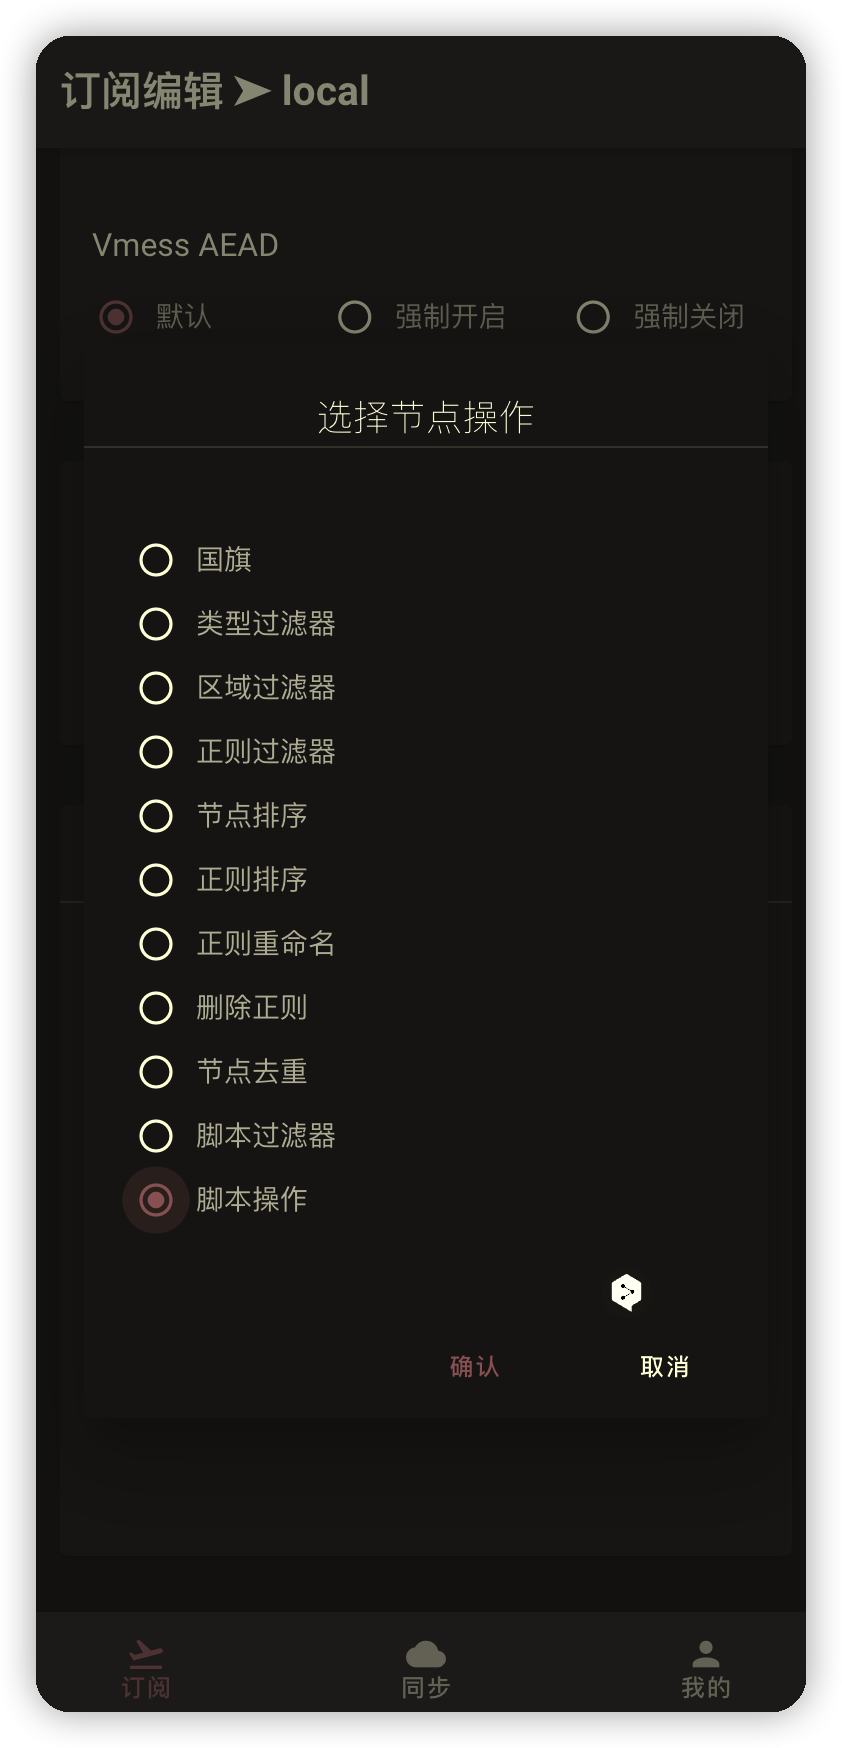 订阅编辑 ➤ local
Vmess AEAD
默认 强制开启 强制关闭
选择节点操作
国旗
类型过滤器
区域过滤器
正则过滤器
节点排序
正则排序
正则重命名
删除正则
节点去重
脚本过滤器
脚本操作
确认 取消
订阅 同步 我的